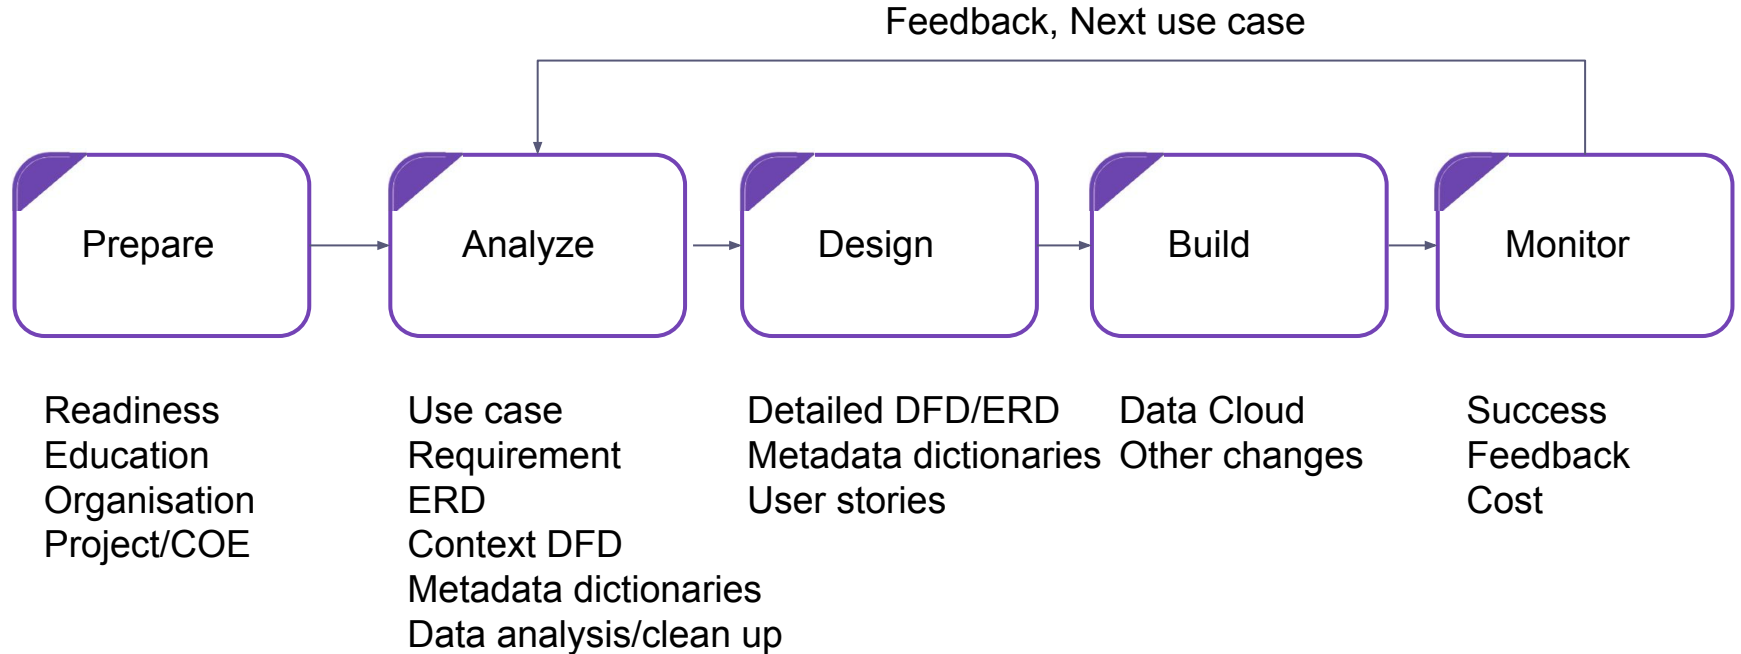 Feedback, Next use case
Prepare
Analyze
Design
Build
Monitor
Readiness
Education
Organisation
Project/COE
Use case
Requirement
ERD
Context DFD
Metadata dictionaries
Data analysis/clean up
Detailed DFD/ERD
Metadata dictionaries
User stories
Data Cloud
Other changes
Success
Feedback
Cost